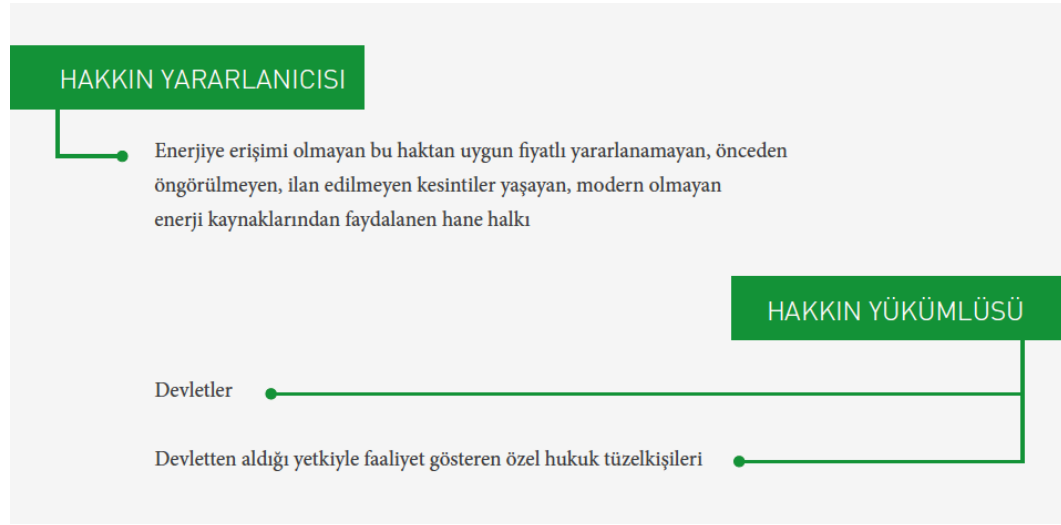 HAKKIN YARARLANICISI
Enerjiye erişimi olmayan bu haktan uygun fiyatlı yararlanamayan, önceden
öngörülmeyen, ilan edilmeyen kesintiler yaşayan, modern olmayan
enerji kaynaklarından faydalanen hane halkı
HAKKIN YÜKÜMLÜSÜ
Devletler
Devletten aldığı yetkiyle faaliyet gösteren özel hukuk tüzelkişileri